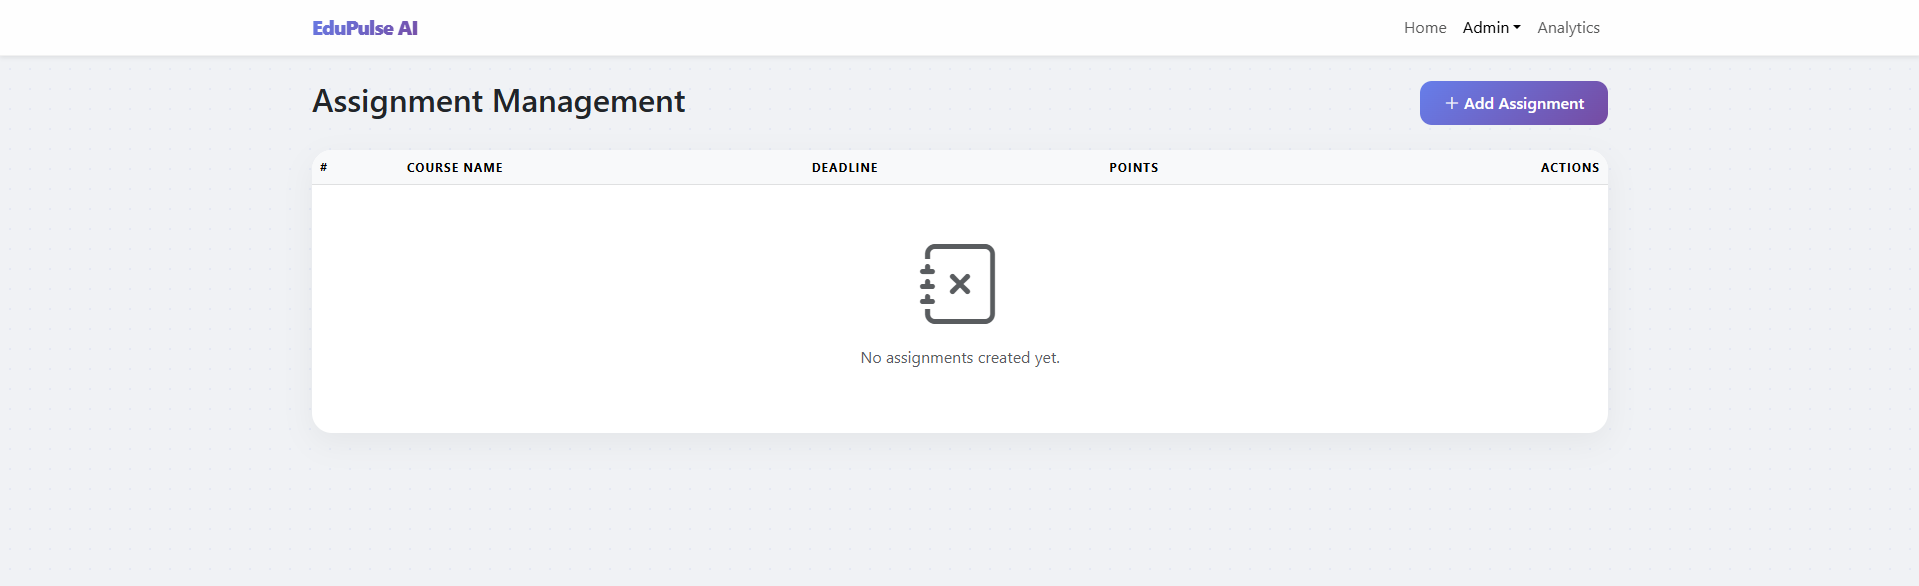 EduPulse AI
Home Admin Analytics
Assignment Management
+ Add Assignment
# COURSE NAME DEADLINE POINTS ACTIONS
No assignments created yet.